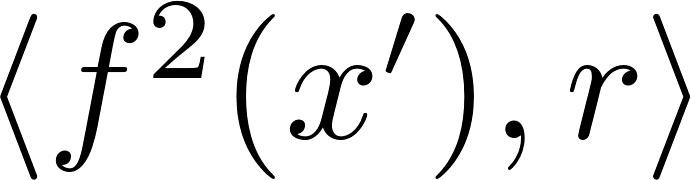 ⟨f²(x′), r⟩